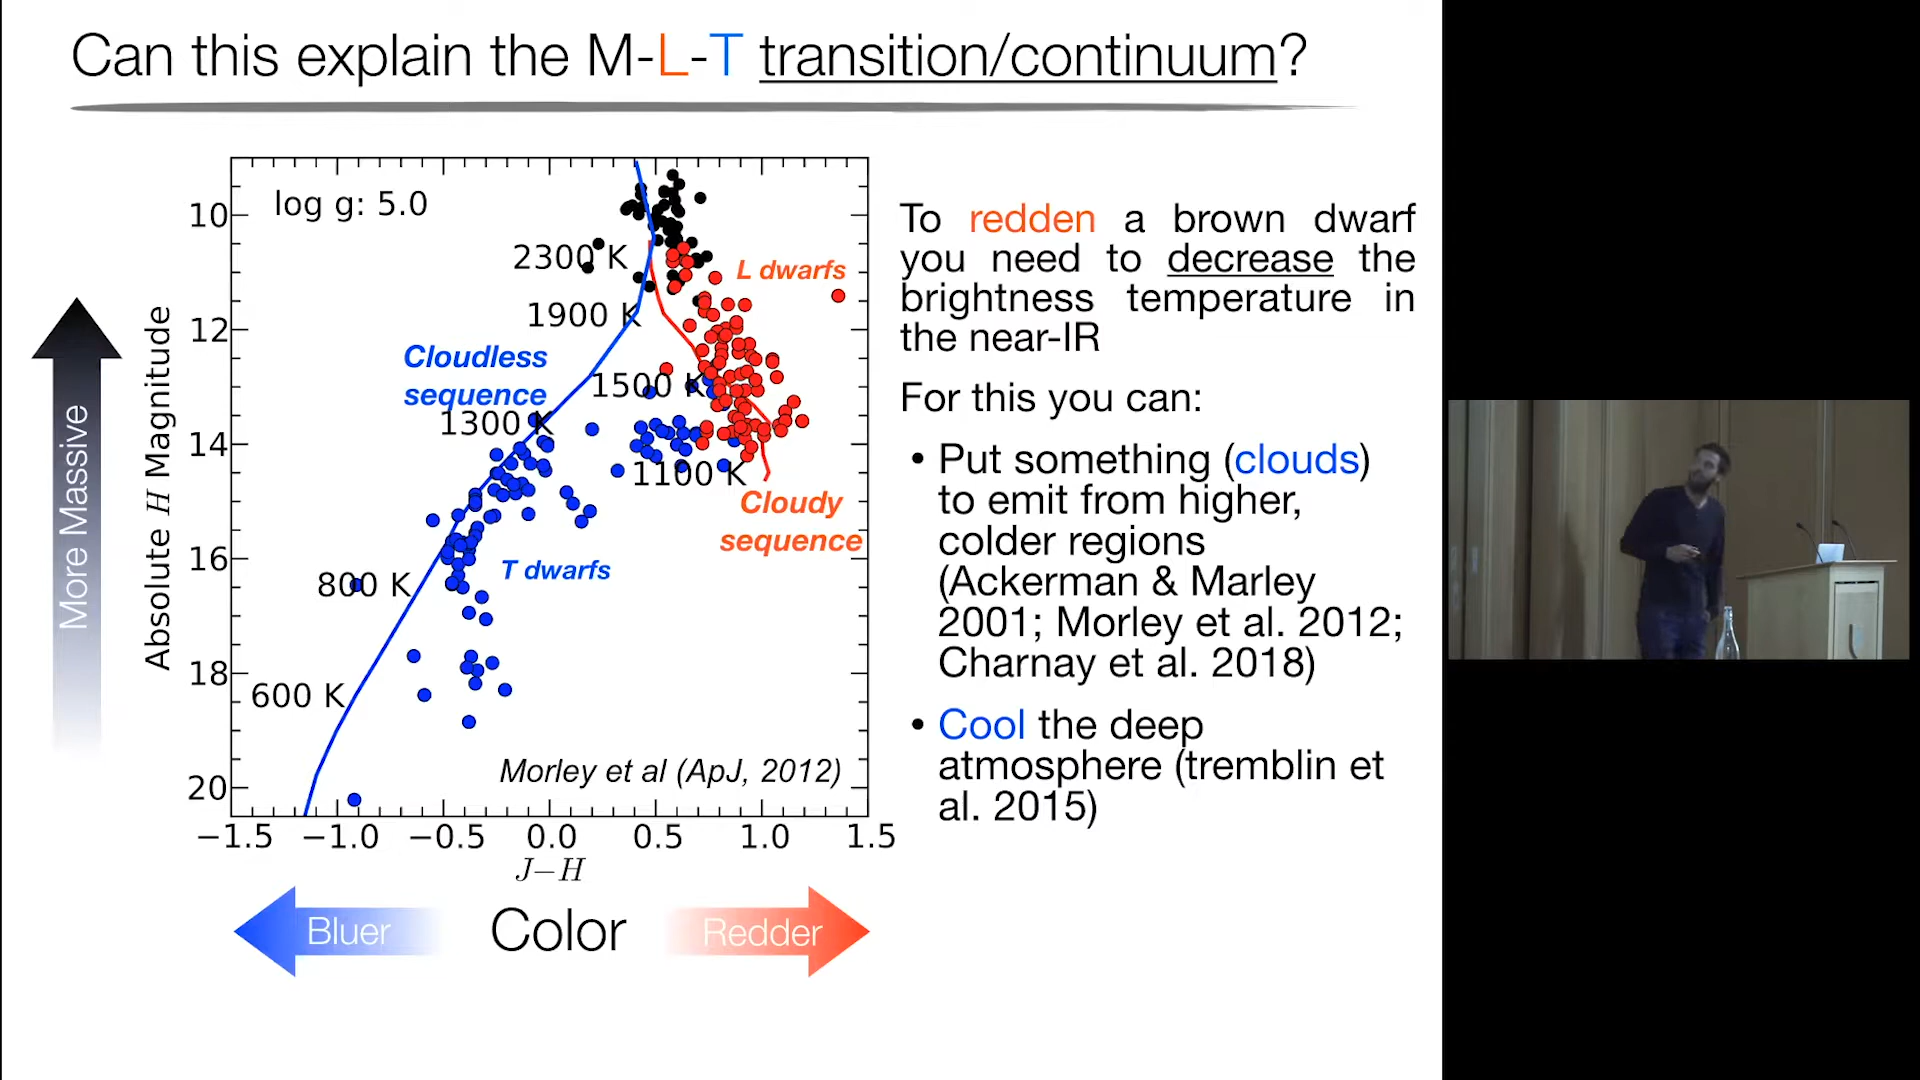 Can this explain the M-L-T transition/continuum?
log g: 5.0
10
12
14
16
18
20
Absolute H Magnitude
More Massive
2300 K
1900 K
1500 K
1300 K
1100 K
800 K
600 K
L dwarfs
Cloudless
sequence
Cloudy
sequence
T dwarfs
Morley et al (ApJ, 2012)
−1.5 −1.0 −0.5 0.0 0.5 1.0 1.5
J−H
Bluer Color Redder
To redden a brown dwarf
you need to decrease the
brightness temperature in
the near-IR
For this you can:
• Put something (clouds)
to emit from higher,
colder regions
(Ackerman & Marley
2001; Morley et al. 2012;
Charnay et al. 2018)
• Cool the deep
atmosphere (tremblin et
al. 2015)